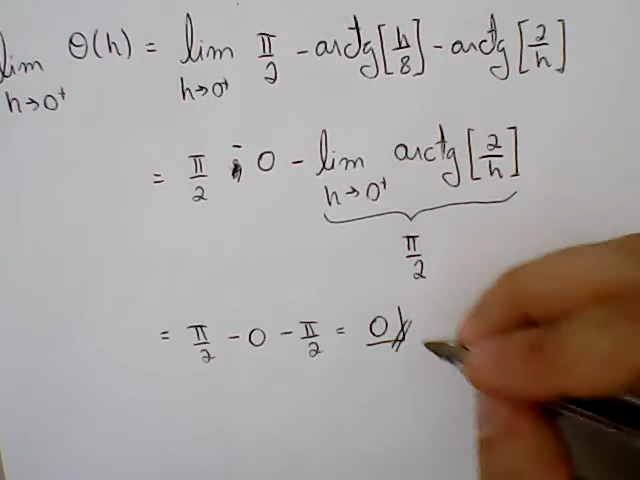 lim h→0⁺ θ(h) = lim h→0⁺ π/2 - arctg[h/8] - arctg[2/h]
= π/2 - 0 - lim h→0⁺ arctg[2/h]
π/2
= π/2 - 0 - π/2 = 0